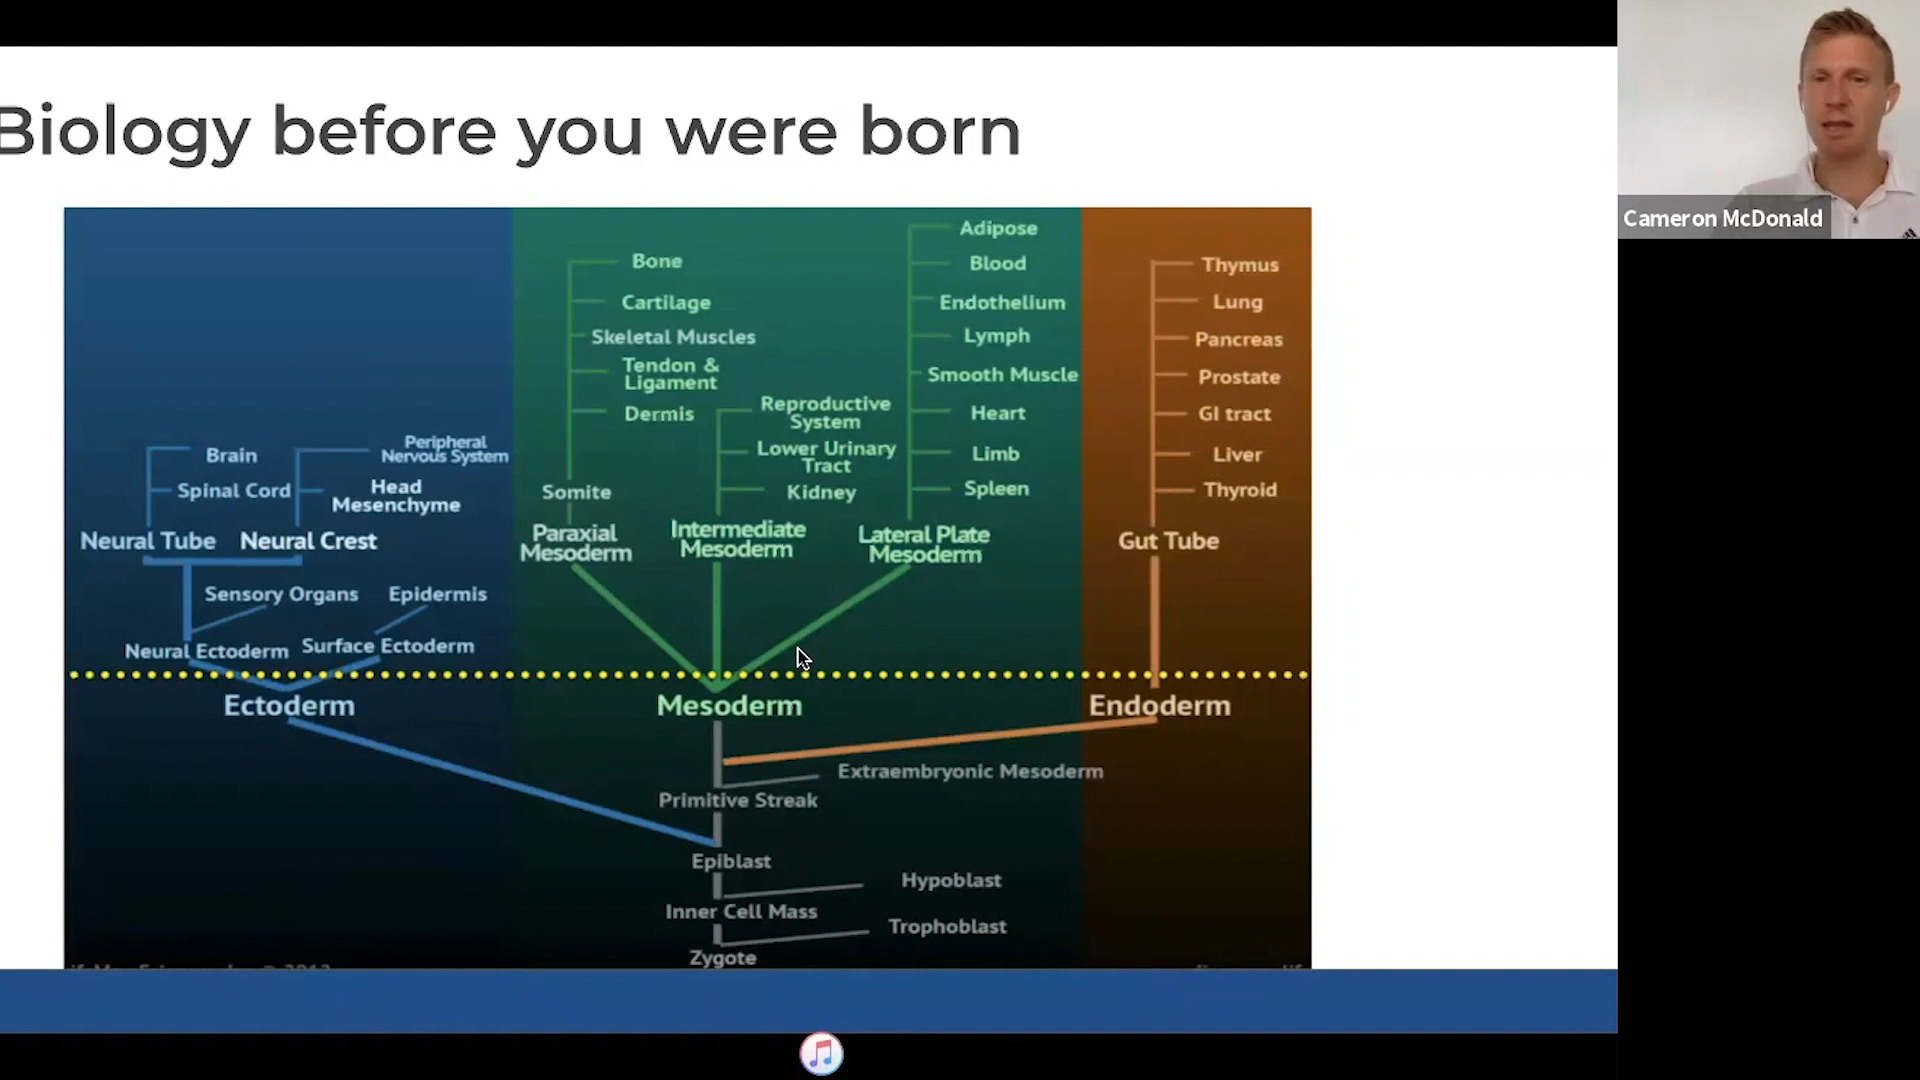 Biology before you were born
Cameron McDonald
Adipose
Bone
Blood
Thymus
Cartilage
Endothelium
Lung
Skeletal Muscles
Lymph
Pancreas
Tendon &
Ligament
Smooth Muscle
Prostate
Dermis
Reproductive
System
Heart
GI tract
Brain
Peripheral
Nervous System
Lower Urinary
Tract
Limb
Liver
Spinal Cord
Head
Mesenchyme
Somite
Kidney
Spleen
Thyroid
Neural Tube
Neural Crest
Paraxial
Mesoderm
Intermediate
Mesoderm
Lateral Plate
Mesoderm
Gut Tube
Sensory Organs
Epidermis
Neural Ectoderm
Surface Ectoderm
Ectoderm
Mesoderm
Endoderm
Extraembryonic Mesoderm
Primitive Streak
Epiblast
Hypoblast
Inner Cell Mass
Trophoblast
Zygote